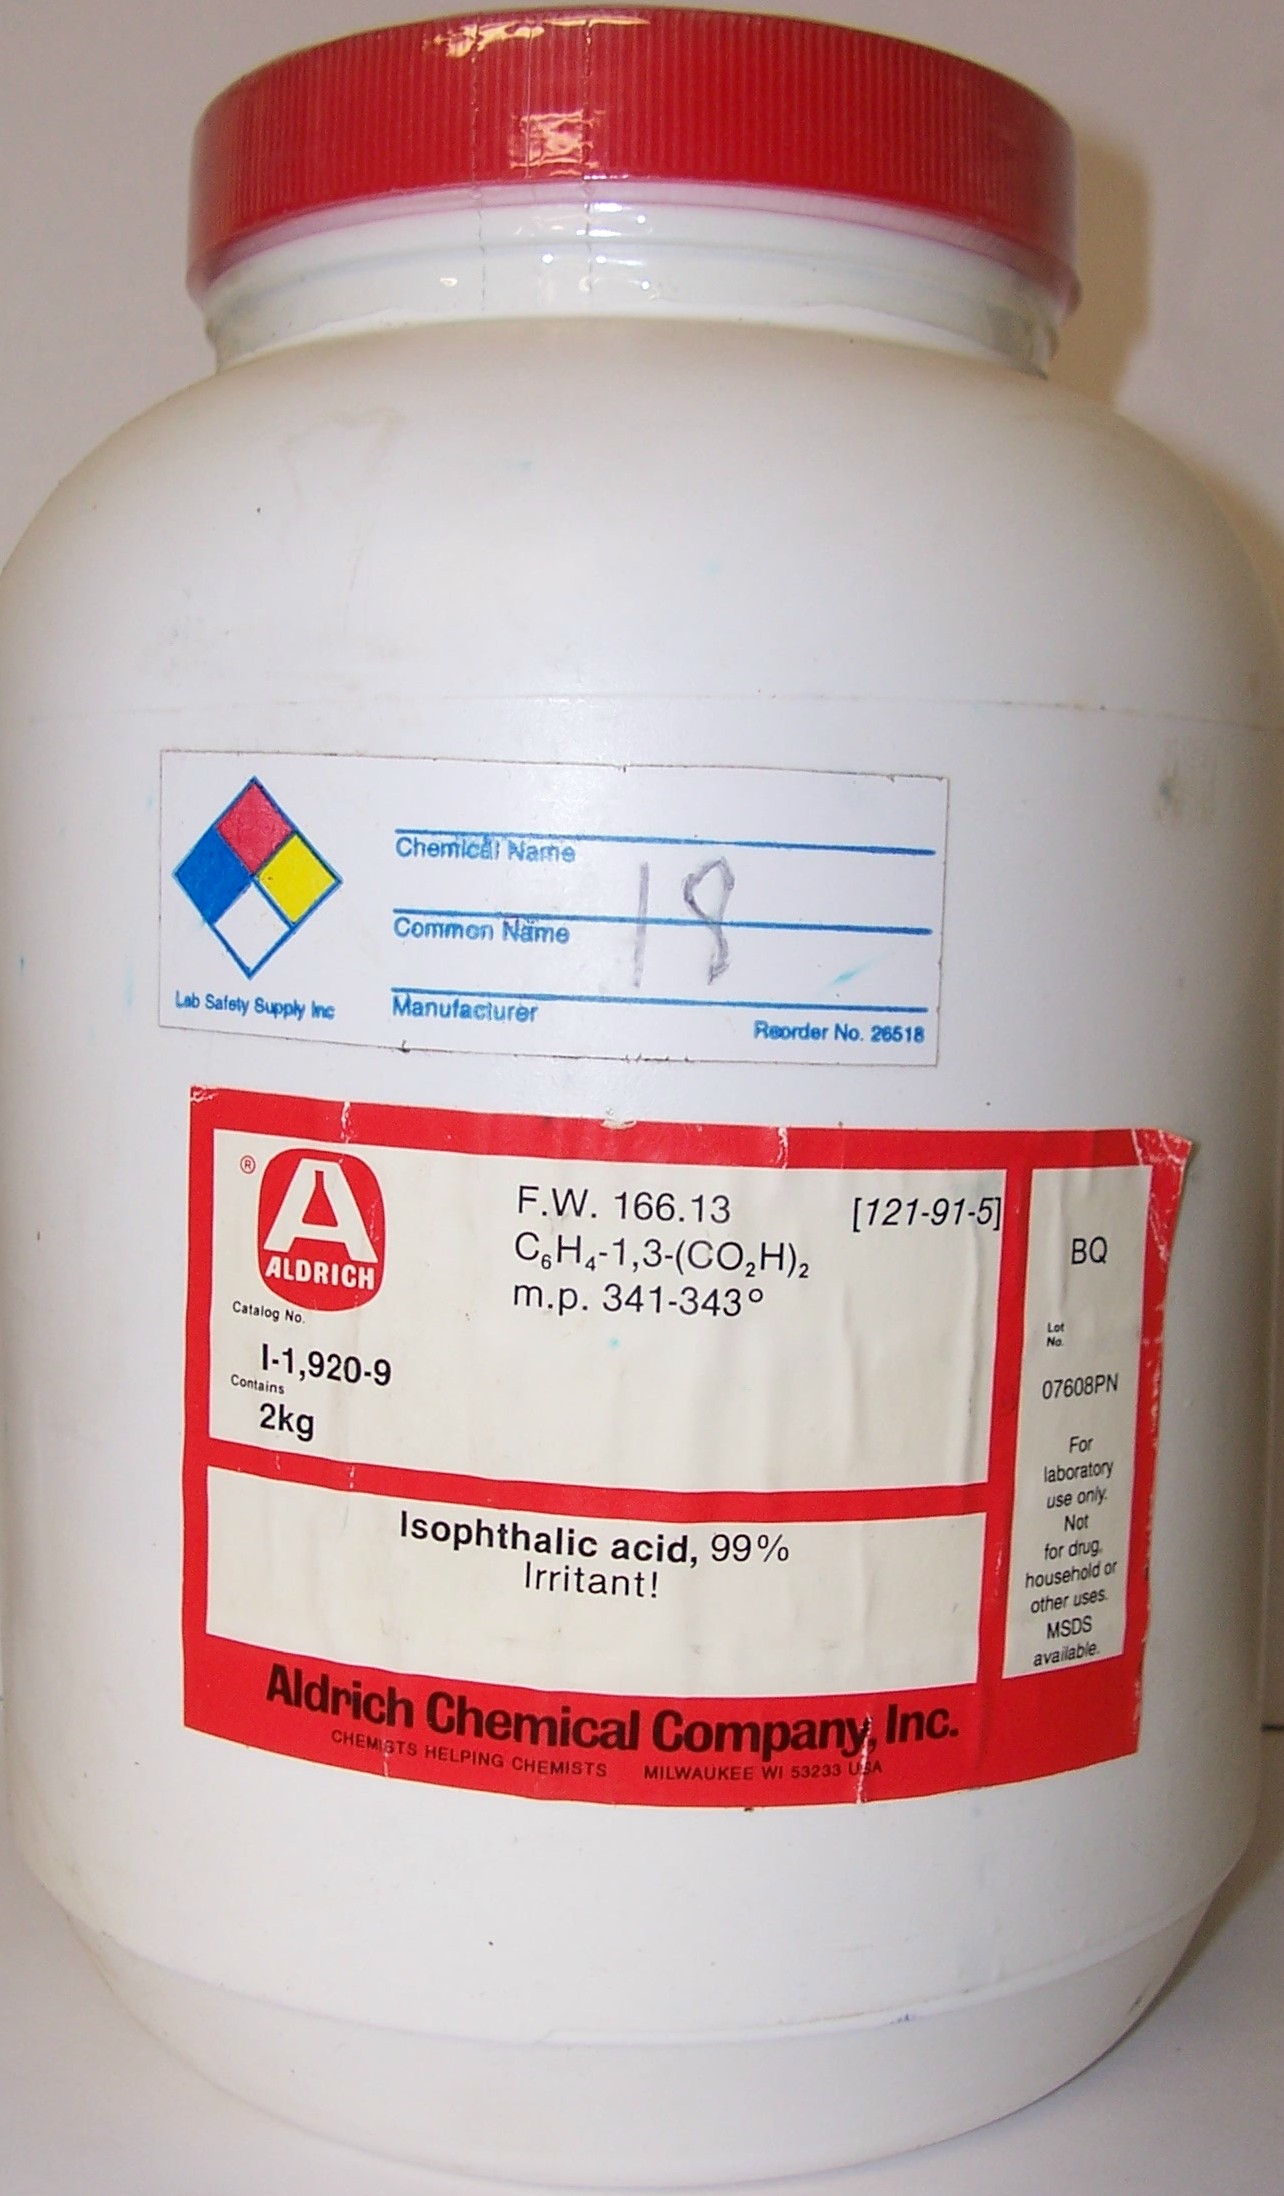 Chemical Name
18
Common Name
Manufacturer
Lab Safety Supply Inc
Reorder No. 26518
®
A
ALDRICH
Catalog No.
I-1,920-9
Contains
2kg
F.W. 166.13 [121-91-5]
C₆H₄-1,3-(CO₂H)₂
m.p. 341-343°
BQ
Lot
No.
07608PN
For
laboratory
use only.
Not
for drug,
household or
other uses.
MSDS
available.
Isophthalic acid, 99%
Irritant!
Aldrich Chemical Company, Inc.
CHEMISTS HELPING CHEMISTS MILWAUKEE WI 53233 USA